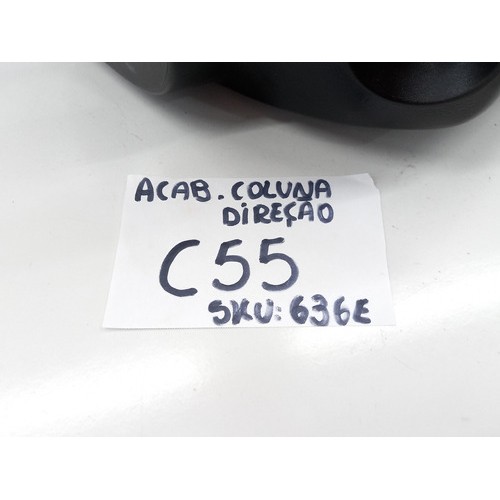 ACAB. COLUNA
DIREÇÃO
C55
SKU: 636E